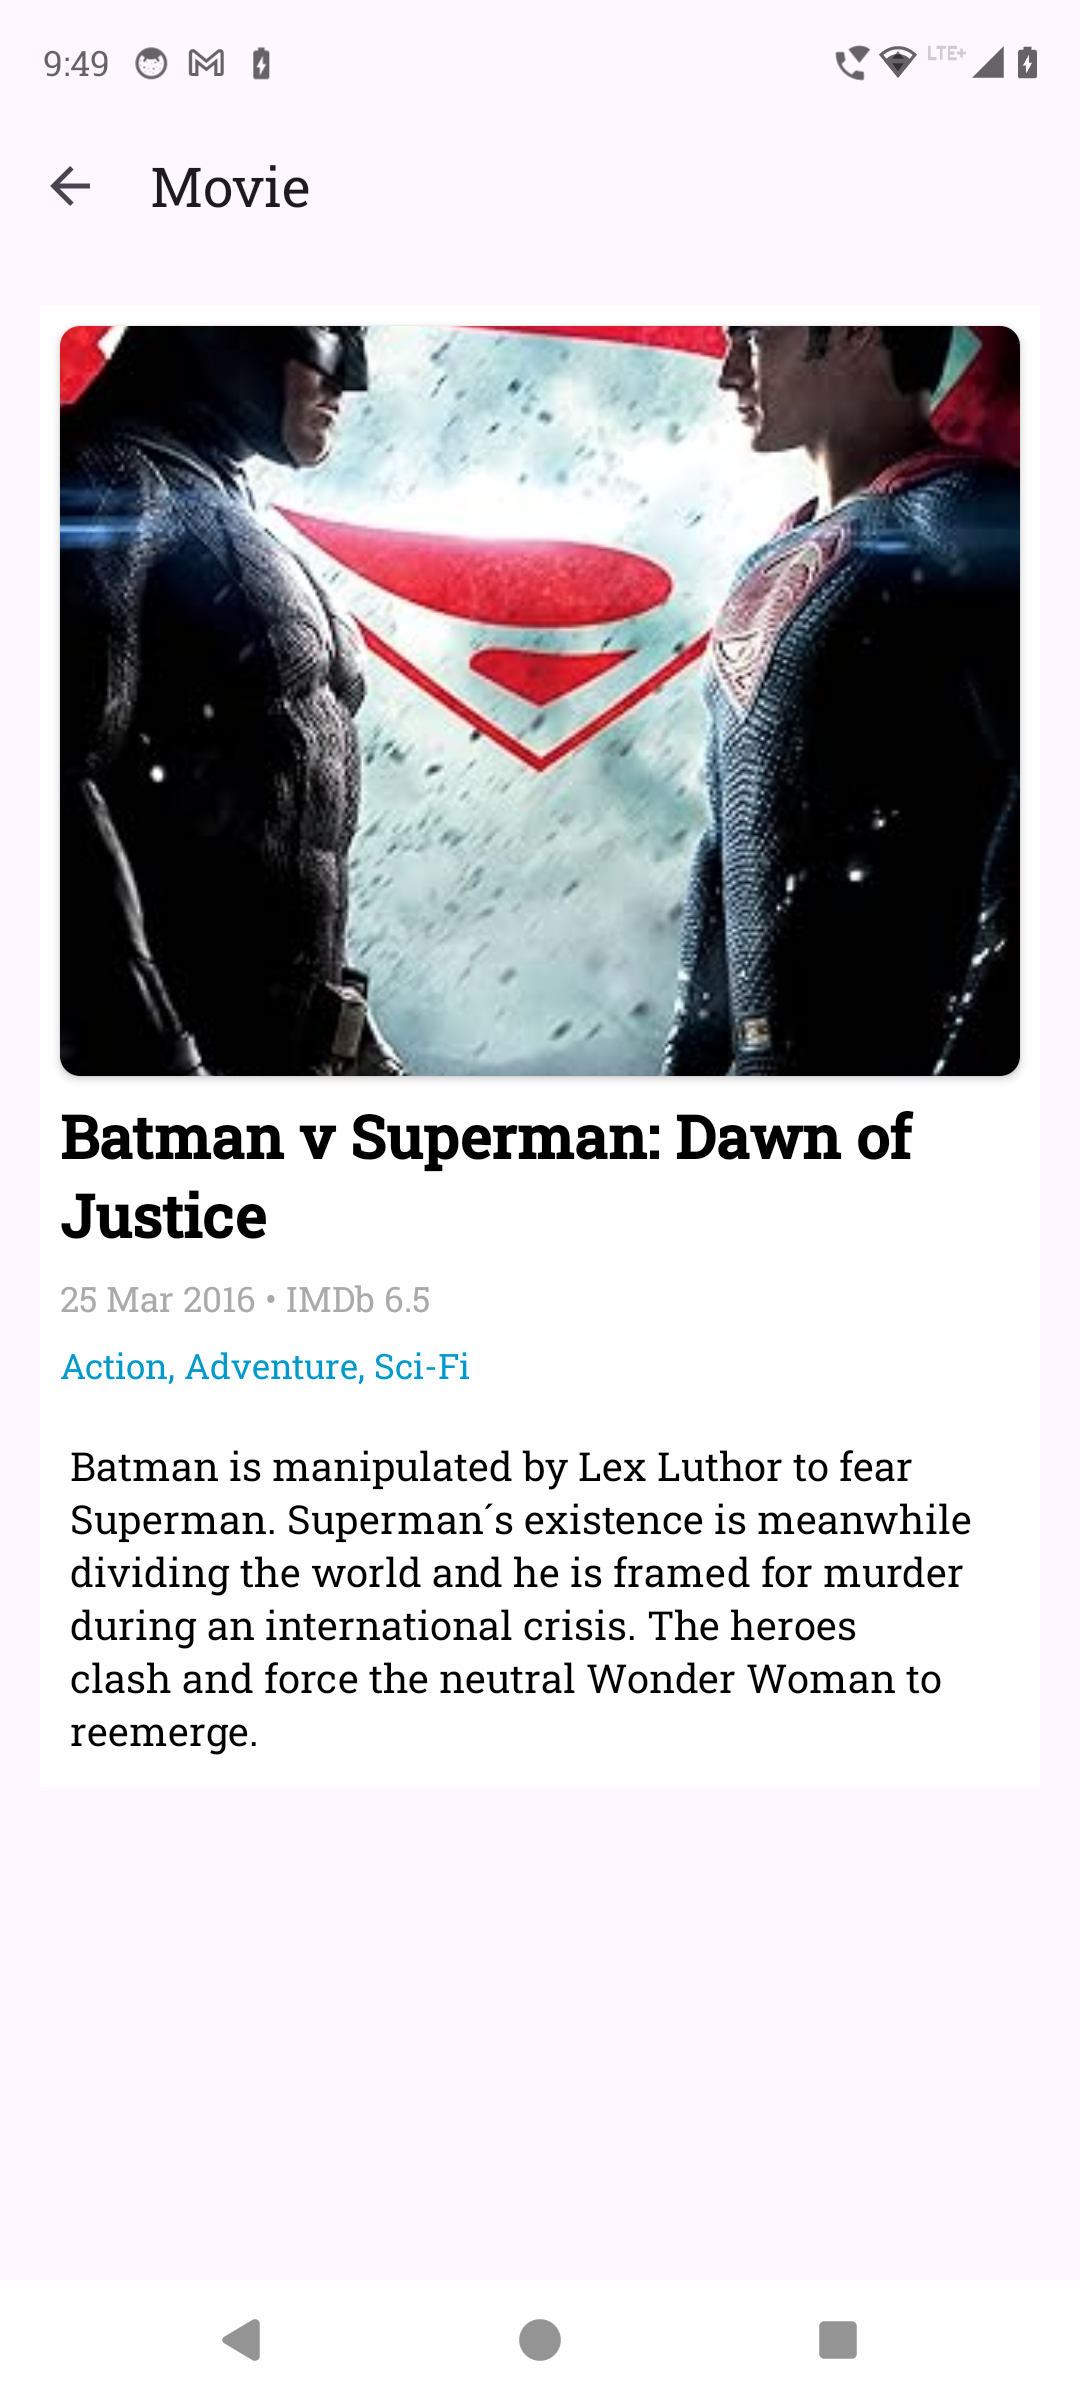 9:49
LTE+
Movie
Batman v Superman: Dawn of
Justice
25 Mar 2016 • IMDb 6.5
Action, Adventure, Sci-Fi
Batman is manipulated by Lex Luthor to fear
Superman. Superman´s existence is meanwhile
dividing the world and he is framed for murder
during an international crisis. The heroes
clash and force the neutral Wonder Woman to
reemerge.